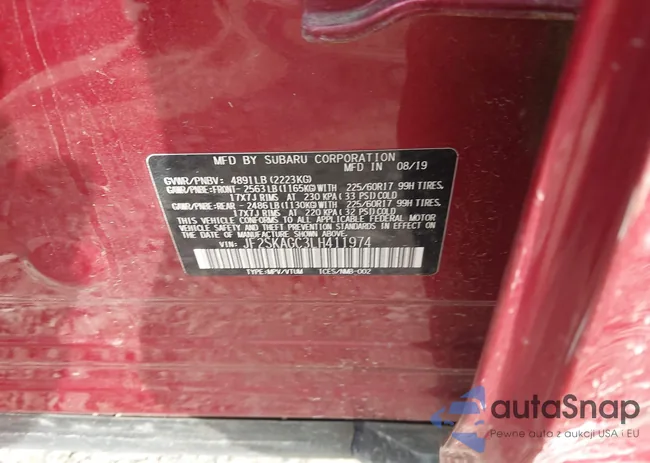 MFD BY SUBARU CORPORATION
MFD IN 08/19
GVWR/PNBV: 4891LB (2223KG)
GAWR/PNBE:FRONT- 2563LB(1165KG)WITH 225/60R17 99H TIRES.
17X7J RIMS AT 230 KPA (33 PSI) COLD
GAWR/PNBE:REAR -2486LB(1130KG)WITH 225/60R17 99H TIRES.
17X7J RIMS AT 220 KPA (32 PSI) COLD
THIS VEHICLE CONFORMS TO ALL APPLICABLE FEDERAL MOTOR
VEHICLE SAFETY AND THEFT PREVENTION STANDARDS IN
EFFECT ON THE DATE OF MANUFACTURE SHOWN ABOVE.
VIN: JF2SKAGC3LH411974
TYPE:MPV/VTUM ICES/NMB-002
autaSnap
Pewne auta z aukcji USA i EU